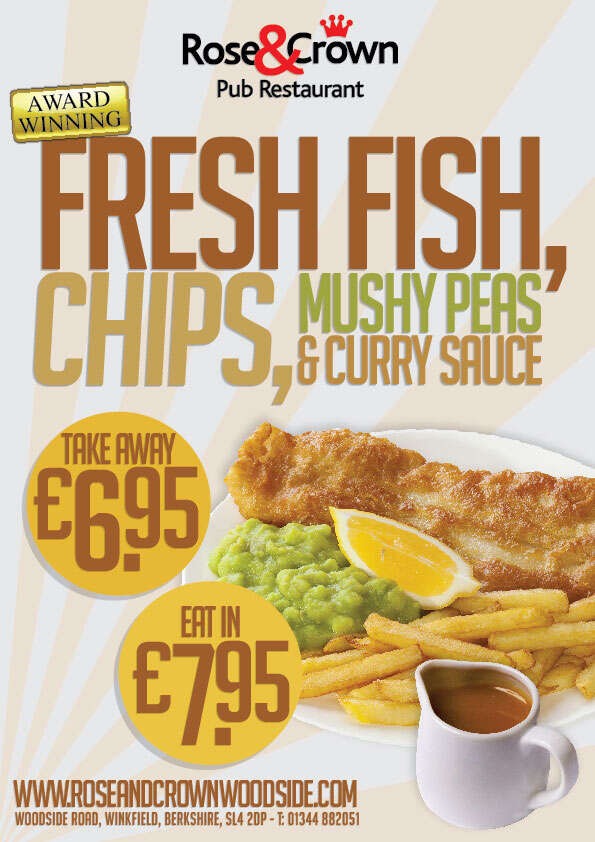 Rose&Crown
Pub Restaurant
AWARD
WINNING
FRESH FISH,
CHIPS, MUSHY PEAS
& CURRY SAUCE
TAKE AWAY
£6.95
EAT IN
£7.95
WWW.ROSEANDCROWNWOODSIDE.COM
WOODSIDE ROAD, WINKFIELD, BERKSHIRE, SL4 2DP - T: 01344 882051